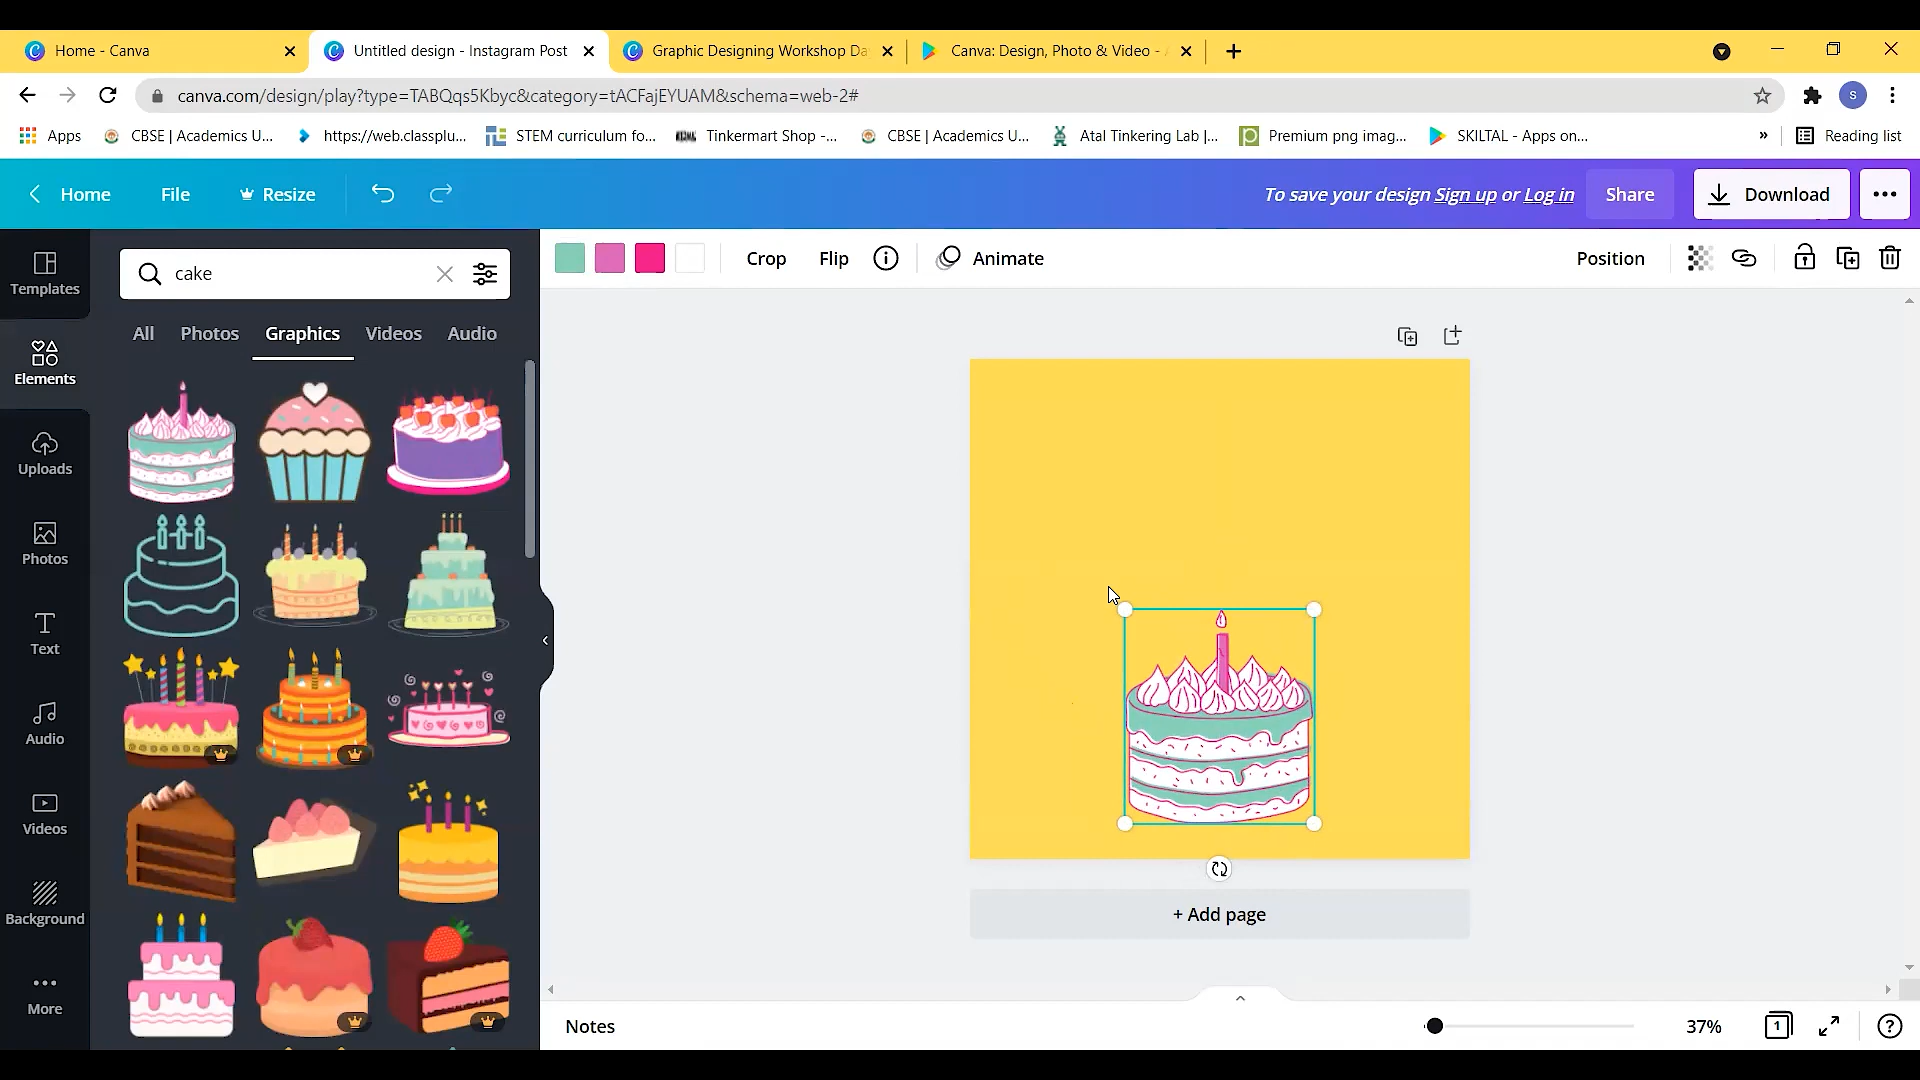 Home - Canva
Untitled design - Instagram Post
Graphic Designing Workshop Da
Canva: Design, Photo & Video -
canva.com/design/play?type=TABQqs5Kbyc&category=tACFajEYUAM&schema=web-2#
S
Apps
CBSE | Academics U...
https://web.classplu...
STEM curriculum fo...
Tinkermart Shop -...
CBSE | Academics U...
Atal Tinkering Lab |...
Premium png imag...
SKILTAL - Apps on...
»
Reading list
Home
File
Resize
To save your design Sign up or Log in
Share
Download
Templates
Elements
Uploads
Photos
Text
Audio
Videos
Background
More
cake
All
Photos
Graphics
Videos
Audio
Crop
Flip
Animate
Position
+ Add page
Notes
37%
1